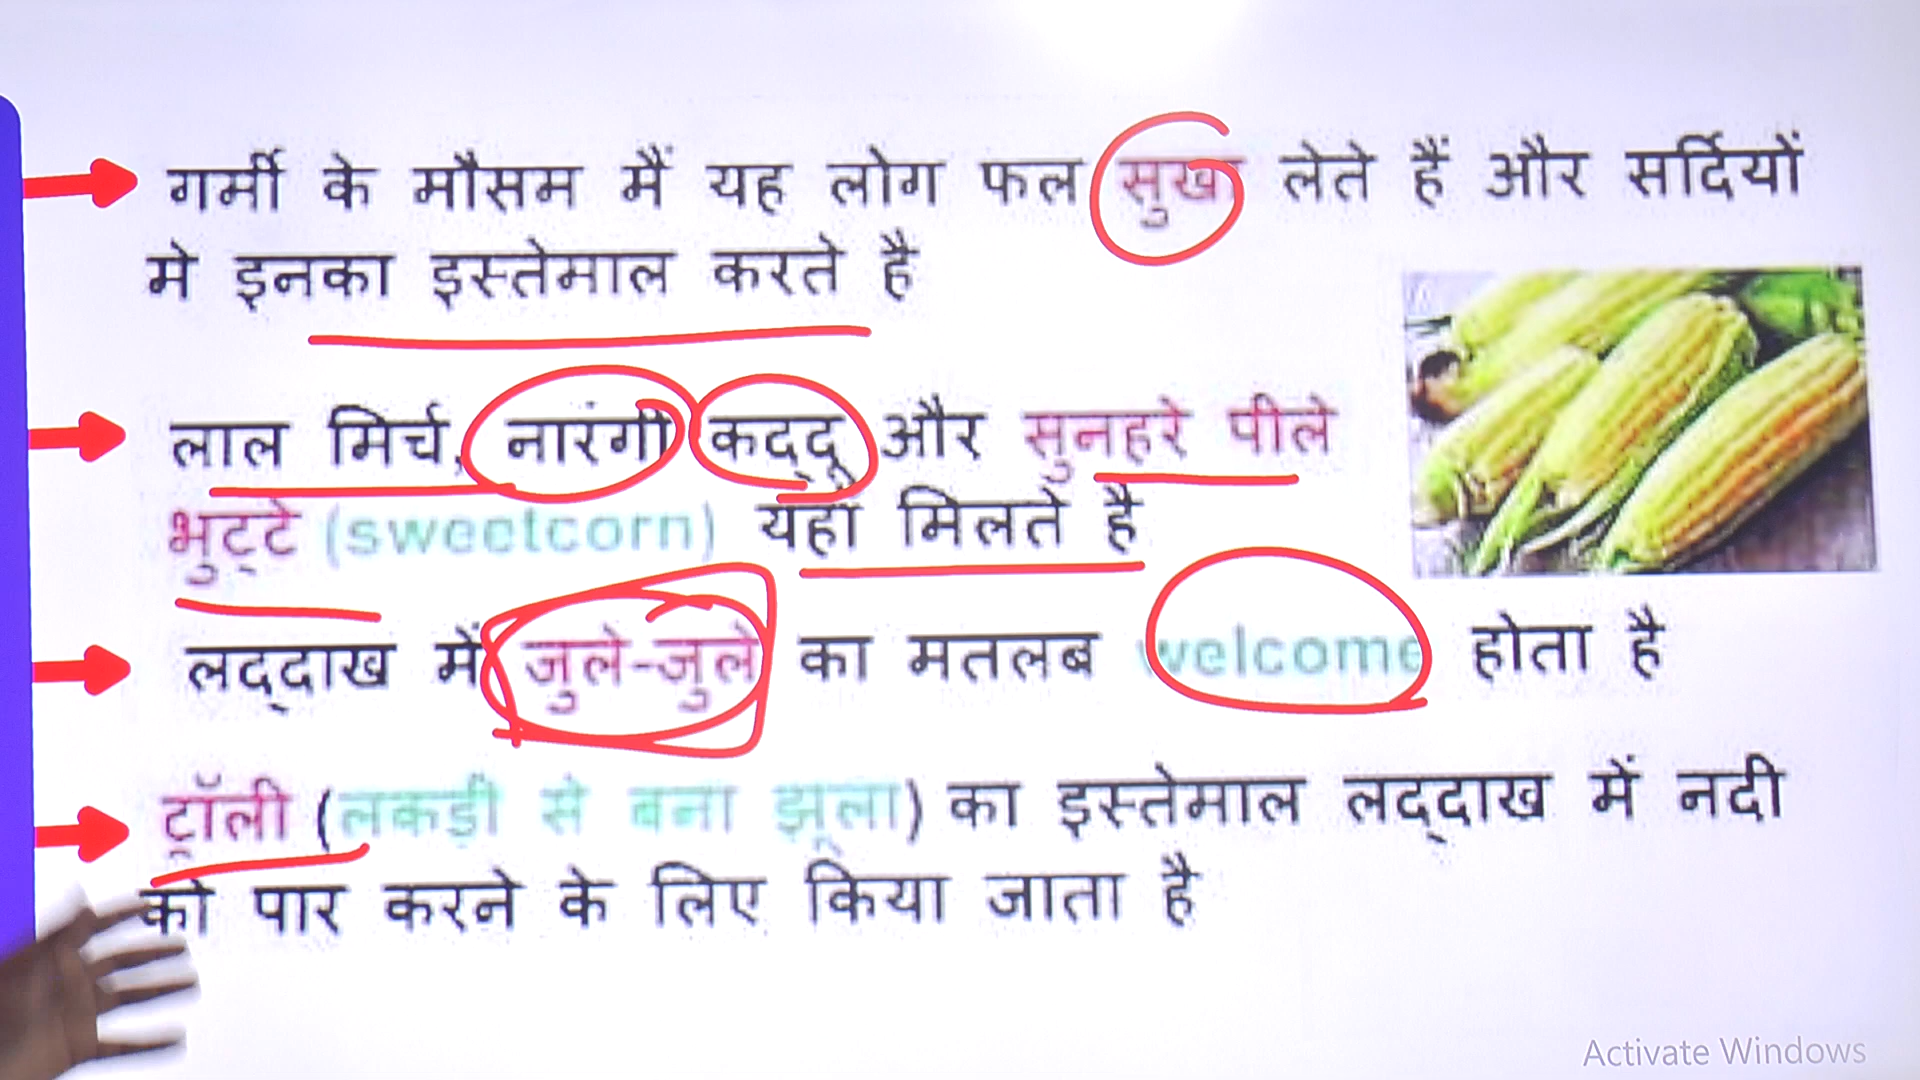 गर्मी के मौसम मैं यह लोग फल सुखा लेते हैं और सर्दियों
मे इनका इस्तेमाल करते है
लाल मिर्च, नारंगी कद्दू और सुनहरे पीले
भुट्टे (sweetcorn) यहाँ मिलते है
लद्दाख में जुले-जुले का मतलब welcome होता है
ट्रॉली (लकडी से बना झूला) का इस्तेमाल लद्दाख में नदी
को पार करने के लिए किया जाता है
Activate Windows